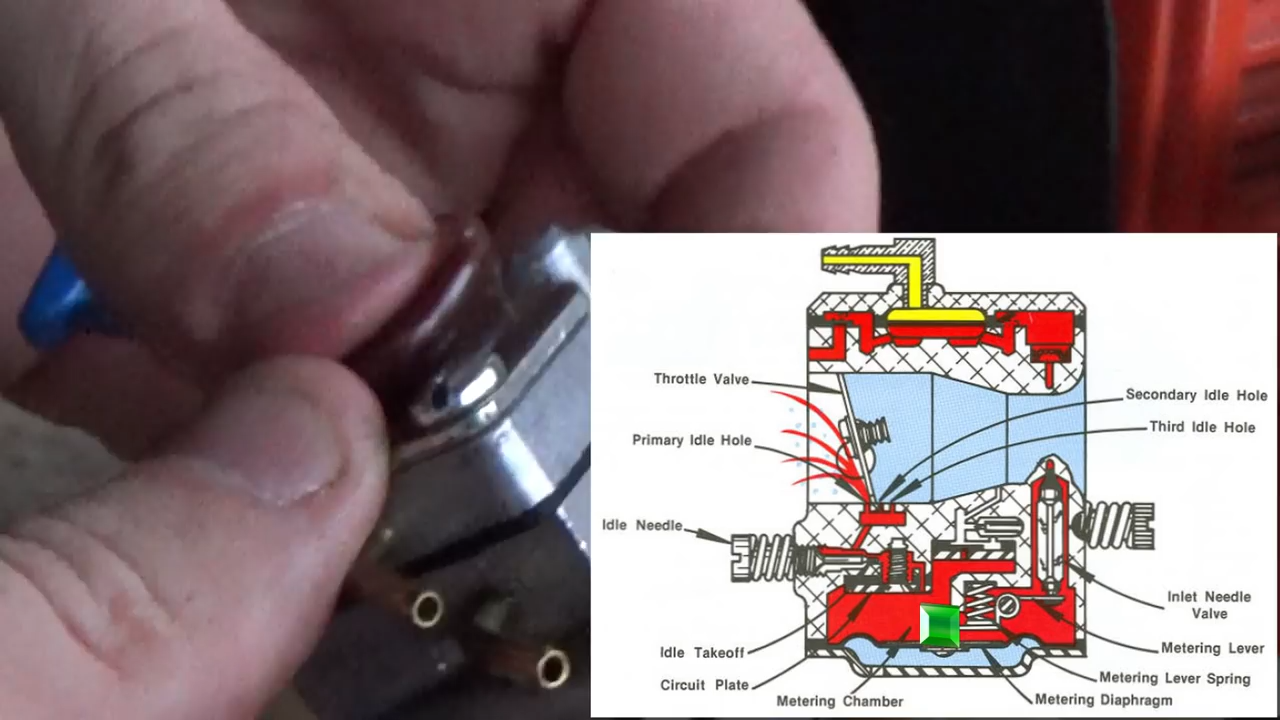 Throttle Valve
Secondary Idle Hole
Third Idle Hole
Primary Idle Hole
Idle Needle
Inlet Needle
Valve
Idle Takeoff
Metering Lever
Circuit Plate
Metering Lever Spring
Metering Chamber
Metering Diaphragm